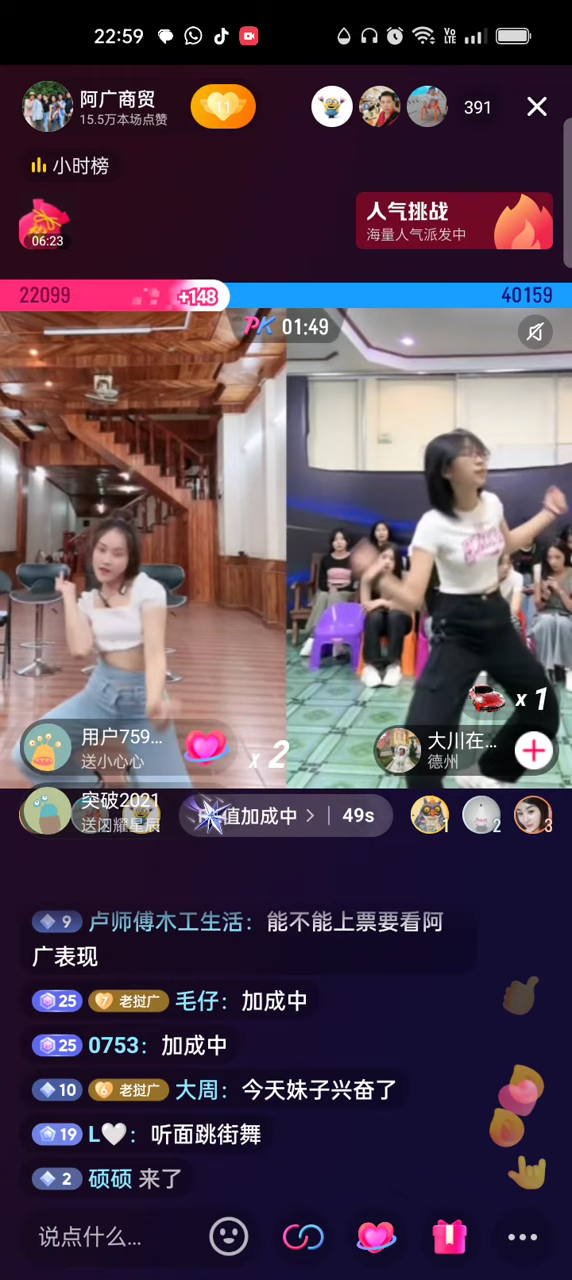 22:59
Vo
LTE
阿广商贸
15.5万本场点赞
11
391
小时榜
06:23
人气挑战
海量人气派发中
22099
+148
40159
PK 01:49
x 1
用户759...
送小心心
x 2
大川在...
德州
突破2021
送闪耀星辰
值加成中
49s
1
2
3
9 卢师傅木工生活：能不能上票要看阿
广表现
25 7 老挝广 毛仔：加成中
25 0753：加成中
10 6 老挝广 大周：今天妹子兴奋了
19 L🤍：听面跳街舞
2 硕硕 来了
说点什么...